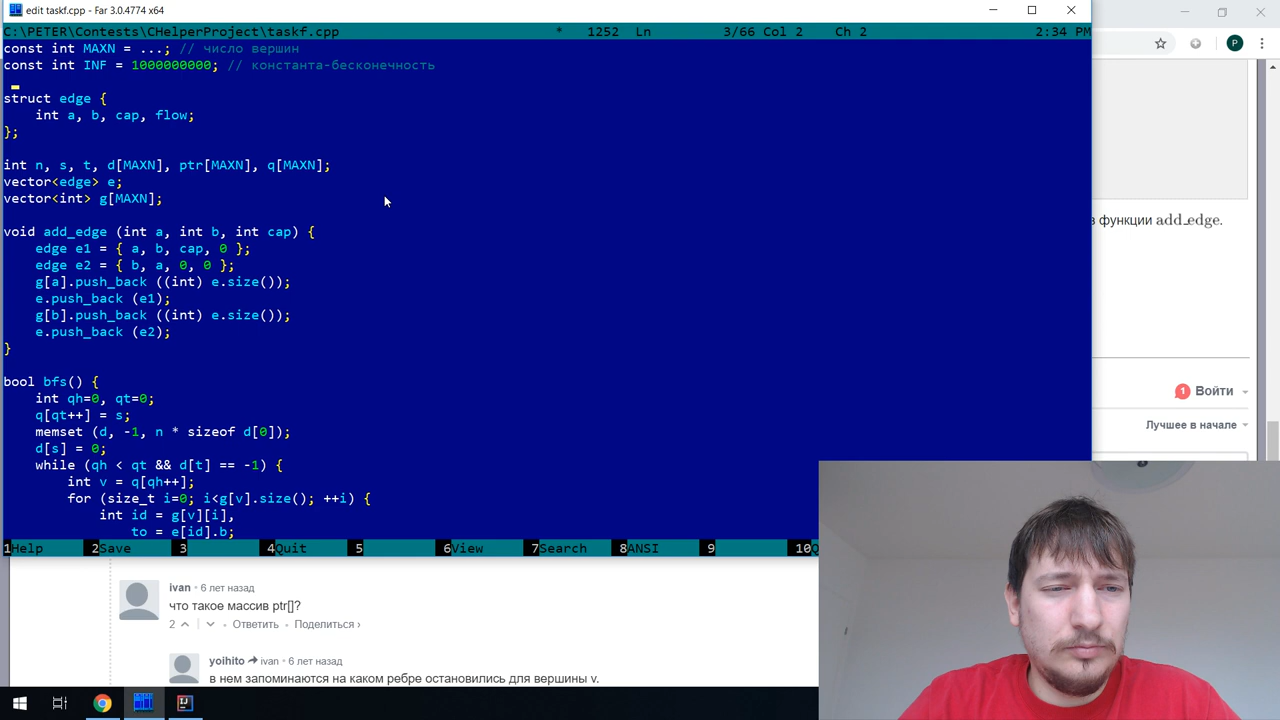 edit taskf.cpp - Far 3.0.4774 x64
C:\PETER\Contests\CHelperProject\taskf.cpp * 1252 Ln 3/66 Col 2 Ch 2 2:34 PM
const int MAXN = ...; // число вершин
const int INF = 1000000000; // константа-бесконечность
struct edge {
int a, b, cap, flow;
};
int n, s, t, d[MAXN], ptr[MAXN], q[MAXN];
vector<edge> e;
vector<int> g[MAXN];
void add_edge (int a, int b, int cap) {
edge e1 = { a, b, cap, 0 };
edge e2 = { b, a, 0, 0 };
g[a].push_back ((int) e.size());
e.push_back (e1);
g[b].push_back ((int) e.size());
e.push_back (e2);
}
bool bfs() {
int qh=0, qt=0;
q[qt++] = s;
memset (d, -1, n * sizeof d[0]);
d[s] = 0;
while (qh < qt && d[t] == -1) {
int v = q[qh++];
for (size_t i=0; i<g[v].size(); ++i) {
int id = g[v][i],
to = e[id].b;
1Help 2Save 3 4Quit 5 6View 7Search 8ANSI 9 10Q
P
в функции add_edge.
1 Войти
Лучшее в начале
ivan • 6 лет назад
что такое массив ptr[]?
2 • Ответить • Поделиться ›
yoihito ivan • 6 лет назад
в нем запоминаются на каком ребре остановились для вершины v.